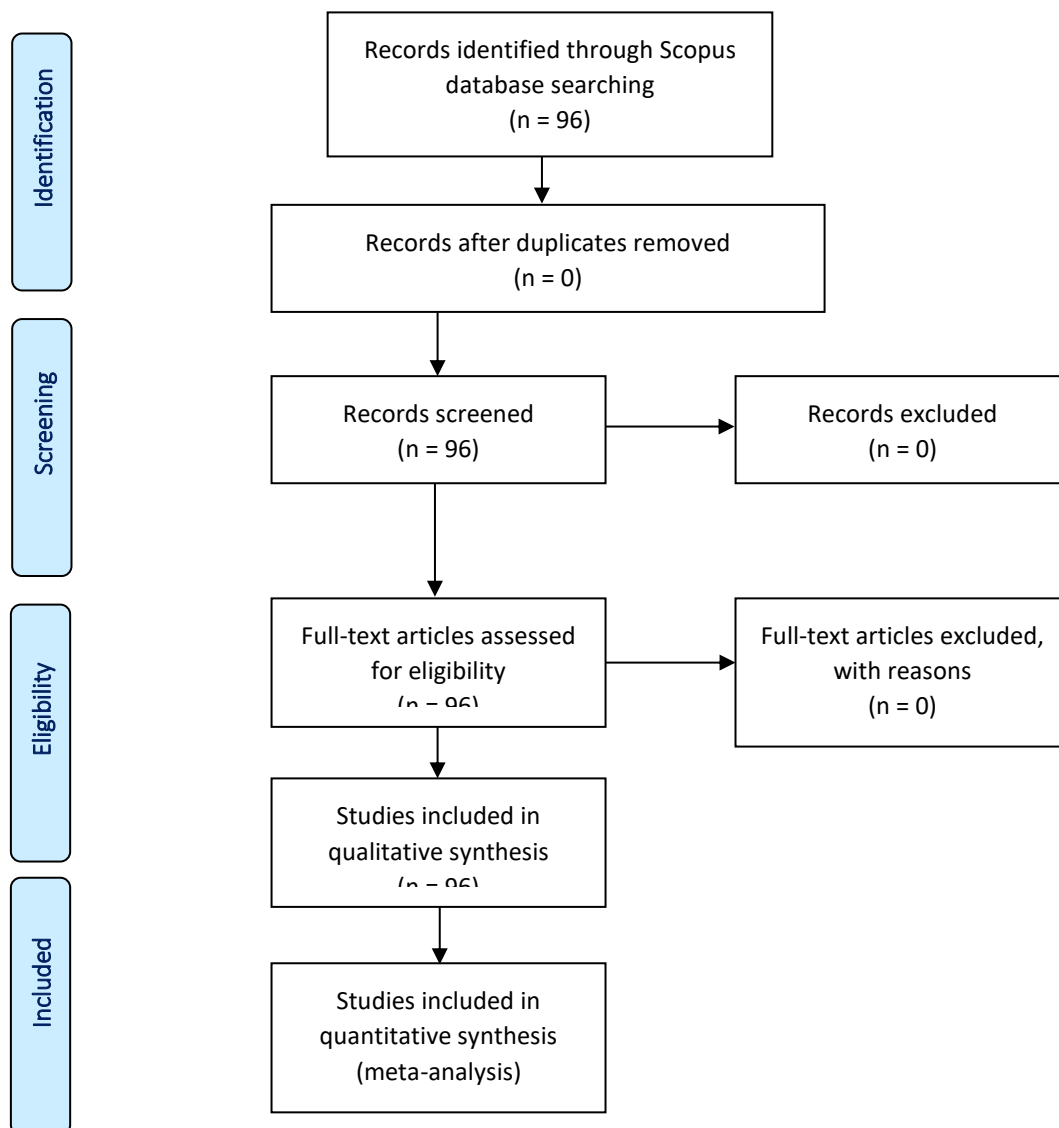 Identification
Records identified through Scopus
database searching
(n = 96)
Records after duplicates removed
(n = 0)
Screening
Records screened
(n = 96)
Records excluded
(n = 0)
Eligibility
Full-text articles assessed
for eligibility
(n = 96)
Full-text articles excluded,
with reasons
(n = 0)
Studies included in
qualitative synthesis
(n = 96)
Included
Studies included in
quantitative synthesis
(meta-analysis)